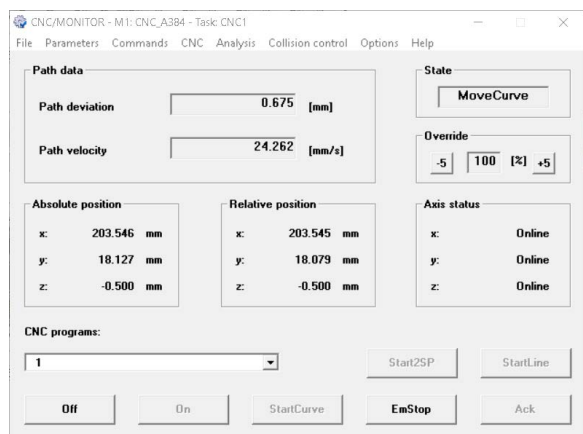 CNC/MONITOR - M1: CNC_A384 - Task: CNC1
File Parameters Commands CNC Analysis Collision control Options Help
Path data
Path deviation 0.675 [mm]
Path velocity 24.262 [mm/s]
State
MoveCurve
Override
-5 100 [%] +5
Absolute position
x: 203.546 mm
y: 18.127 mm
z: -0.500 mm
Relative position
x: 203.545 mm
y: 18.079 mm
z: -0.500 mm
Axis status
x: Online
y: Online
z: Online
CNC programs:
1
Start2SP StartLine
Off On StartCurve EmStop Ack